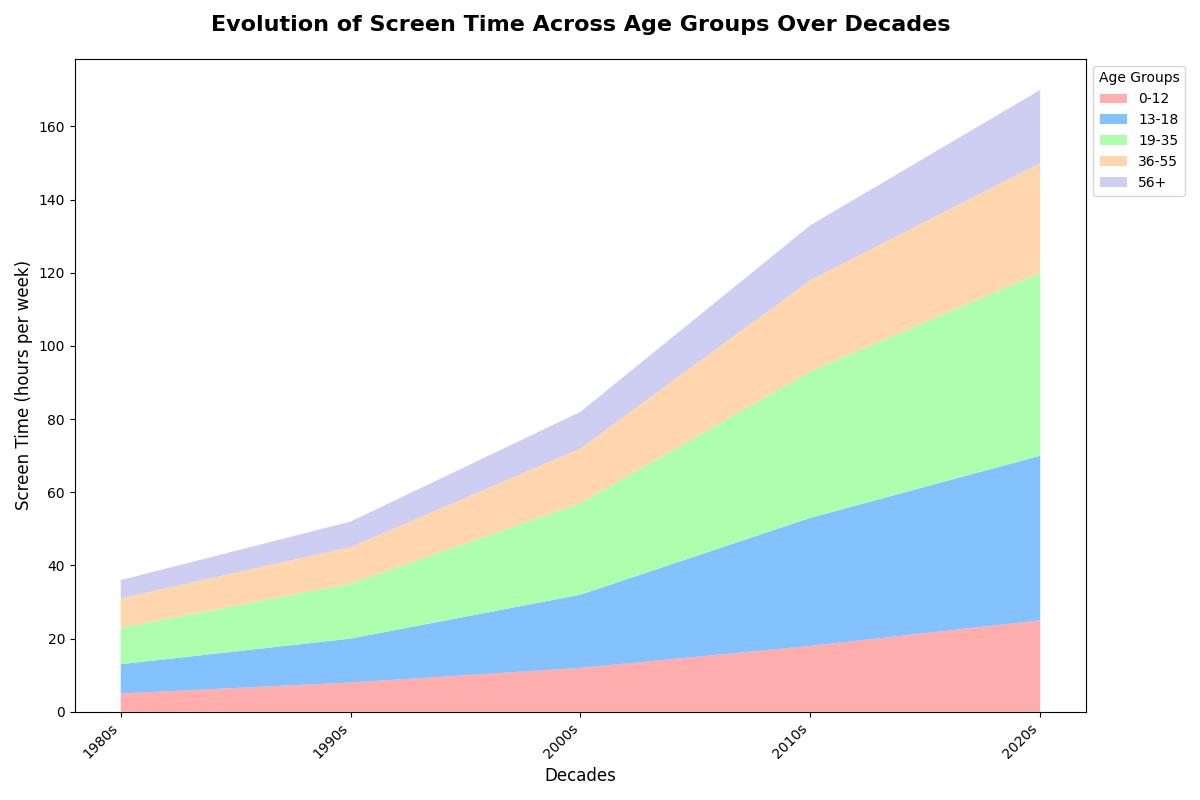 Evolution of Screen Time Across Age Groups Over Decades
Screen Time (hours per week)
160
140
120
100
80
60
40
20
0
1980s
1990s
2000s
2010s
2020s
Decades
Age Groups
0-12
13-18
19-35
36-55
56+